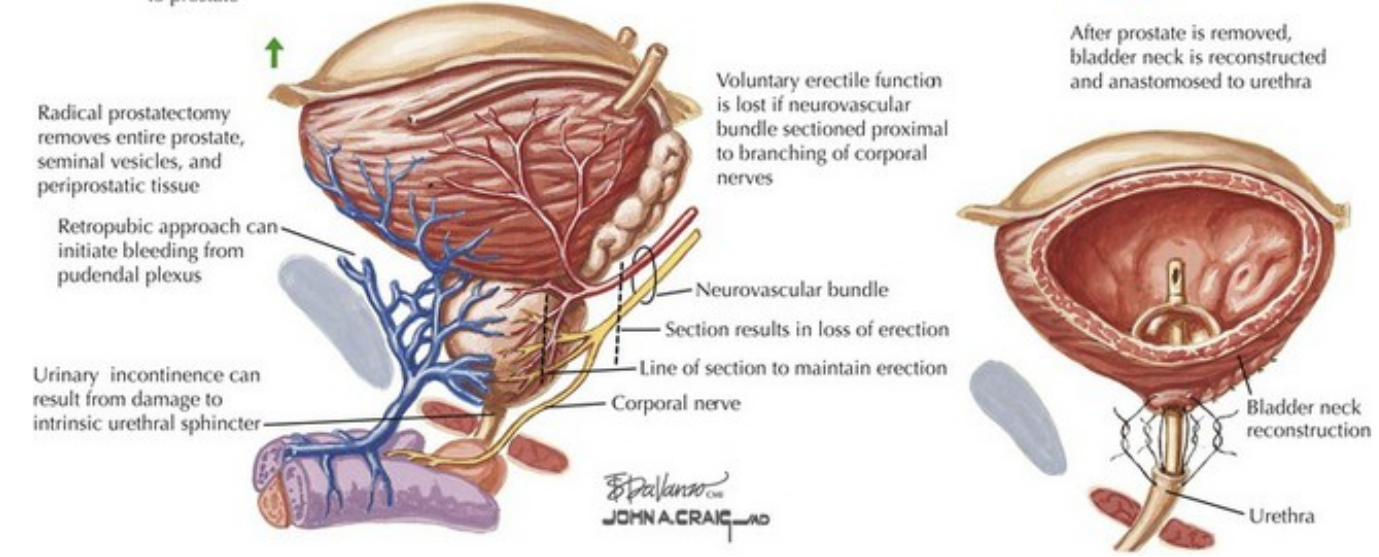 to prostate
Radical prostatectomy
removes entire prostate,
seminal vesicles, and
periprostatic tissue
Retropubic approach can
initiate bleeding from
pudendal plexus
Urinary incontinence can
result from damage to
intrinsic urethral sphincter
Voluntary erectile function
is lost if neurovascular
bundle sectioned proximal
to branching of corporal
nerves
Neurovascular bundle
Section results in loss of erection
Line of section to maintain erection
Corporal nerve
JOHN A. CRAIG—MD
After prostate is removed,
bladder neck is reconstructed
and anastomosed to urethra
Bladder neck
reconstruction
Urethra